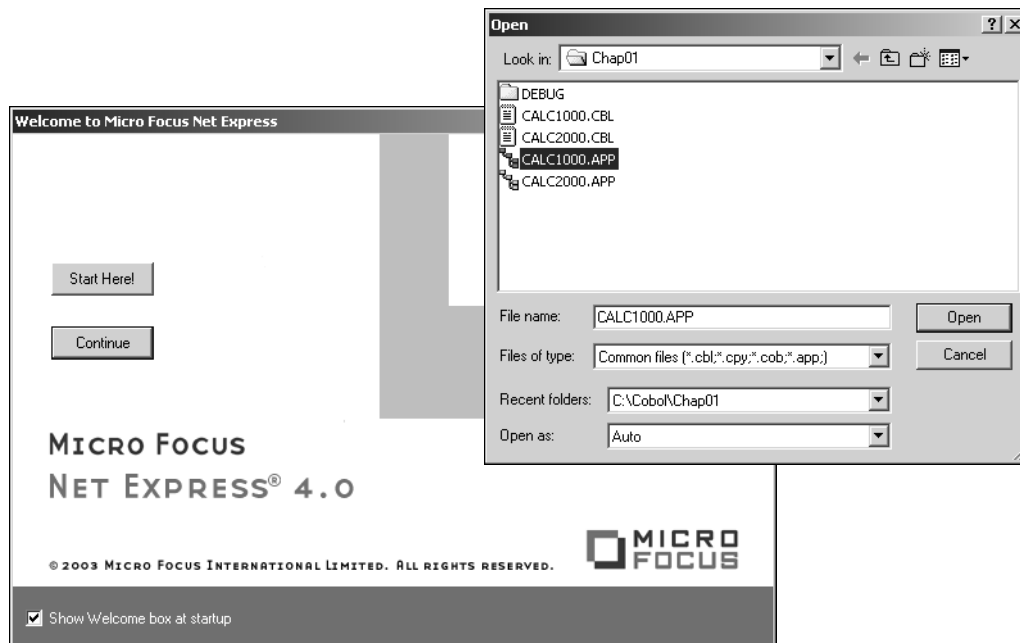 Open
Look in: Chap01
DEBUG
CALC1000.CBL
CALC2000.CBL
CALC1000.APP
CALC2000.APP
File name: CALC1000.APP Open
Files of type: Common files (*.cbl;*.cpy;*.cob;*.app;) Cancel
Recent folders: C:\Cobol\Chap01
Open as: Auto
Welcome to Micro Focus Net Express
Start Here!
Continue
MICRO FOCUS
NET EXPRESS® 4.0
© 2003 MICRO FOCUS INTERNATIONAL LIMITED. ALL RIGHTS RESERVED.
MICRO
FOCUS
Show Welcome box at startup